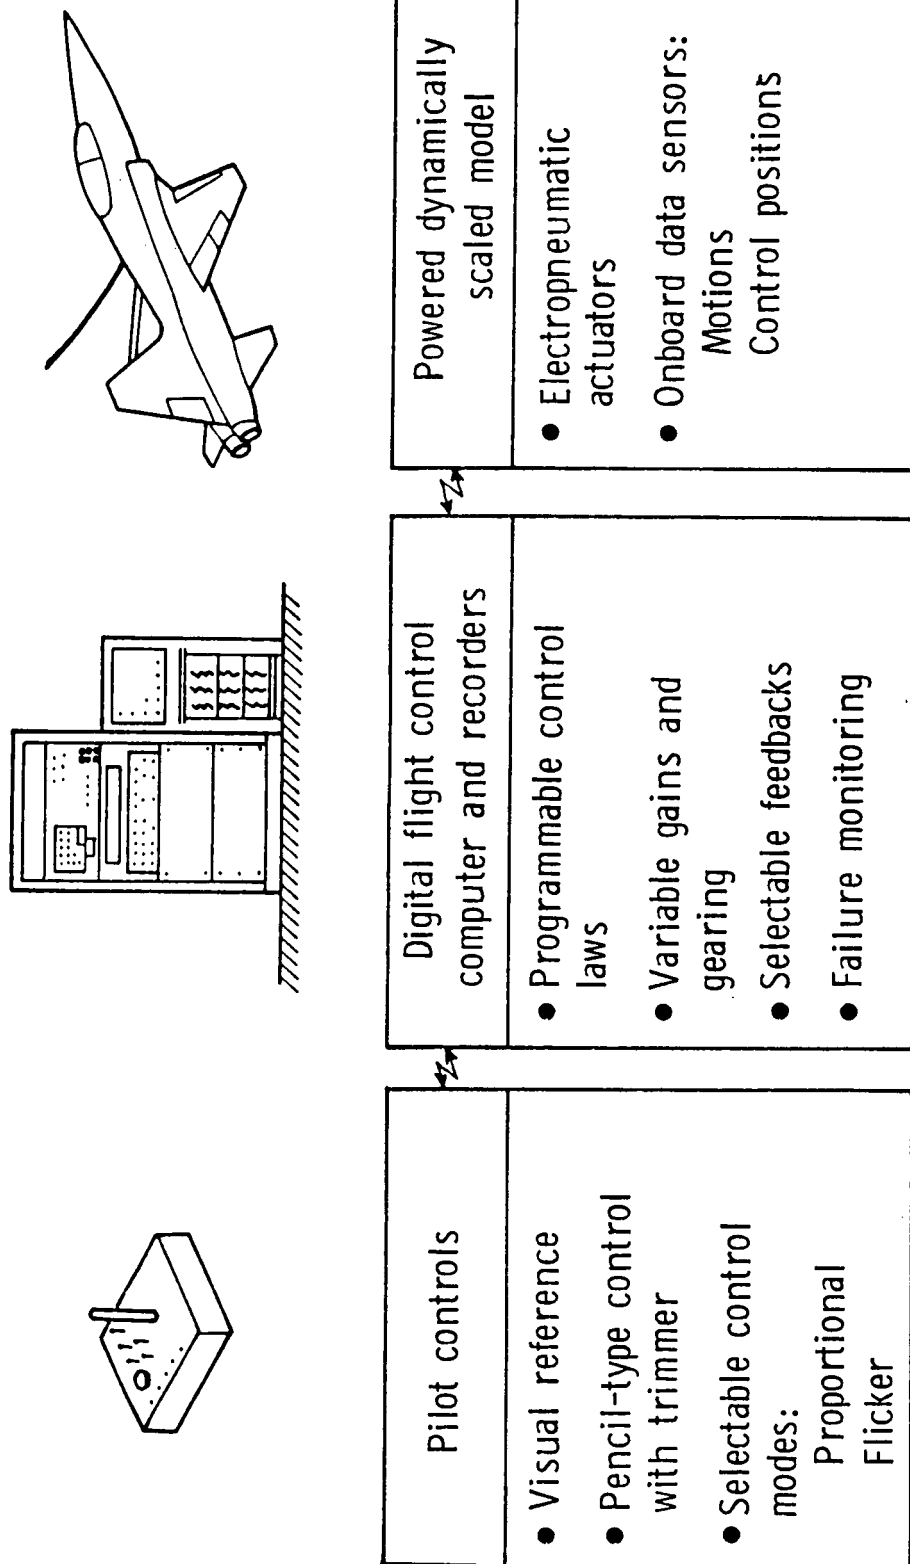 Pilot controls
● Visual reference
● Pencil-type control
with trimmer
● Selectable control
modes:
Proportional
Flicker
Digital flight control
computer and recorders
● Programmable control
laws
● Variable gains and
gearing
● Selectable feedbacks
● Failure monitoring
Powered dynamically
scaled model
● Electropneumatic
actuators
● Onboard data sensors:
Motions
Control positions